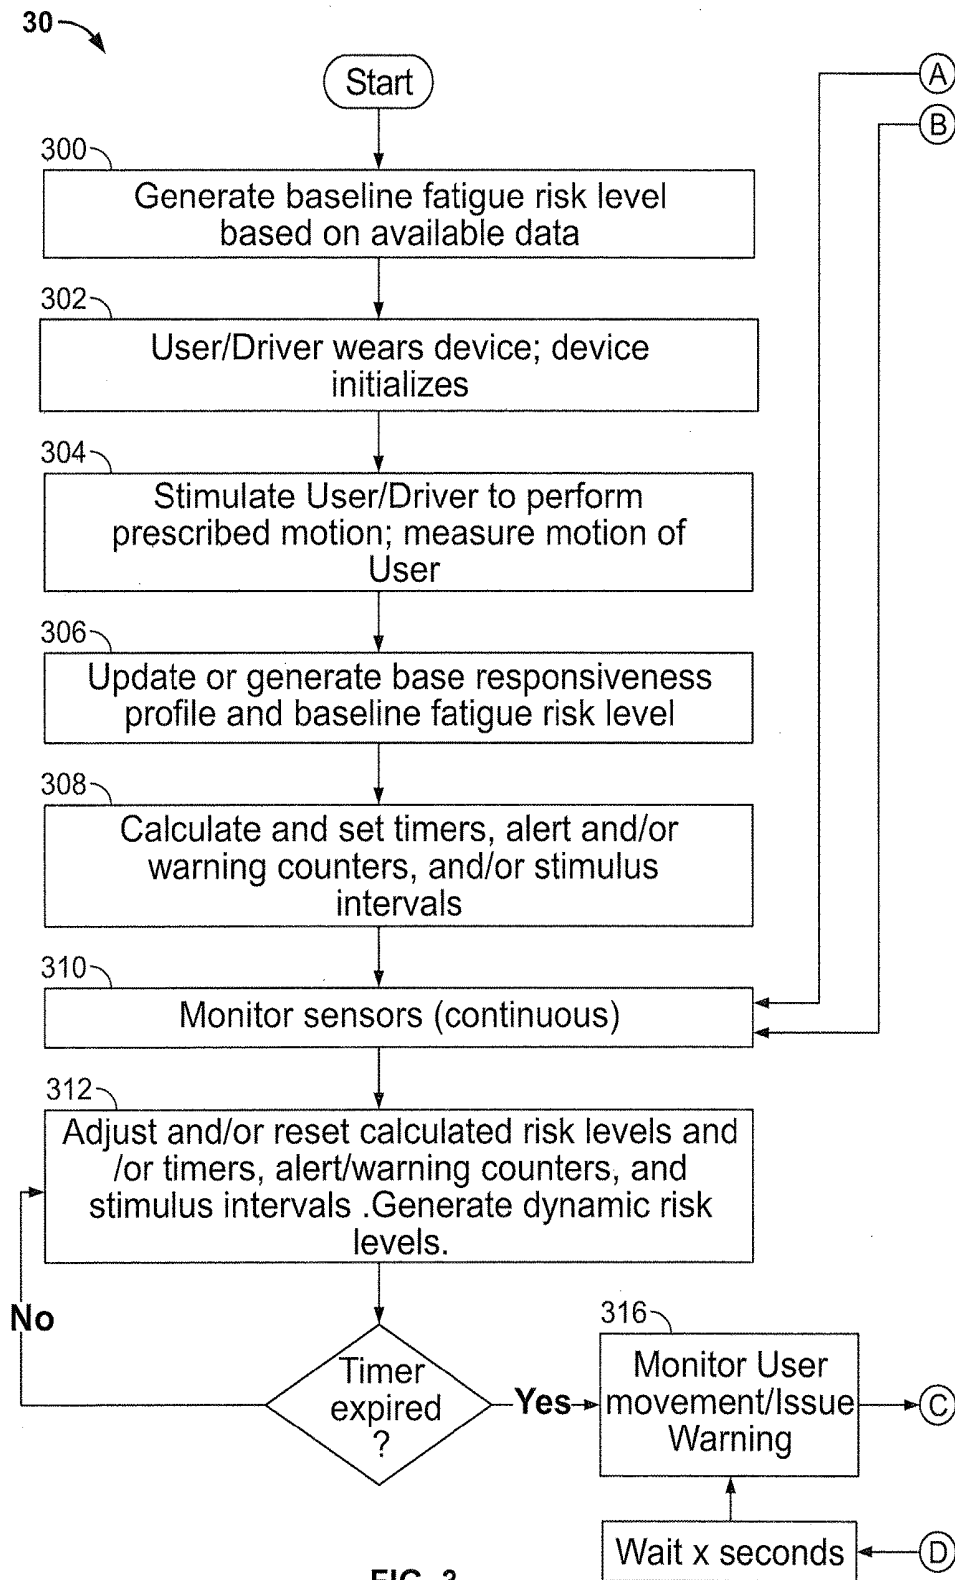 30
Start
A
B
300
Generate baseline fatigue risk level
based on available data
302
User/Driver wears device; device
initializes
304
Stimulate User/Driver to perform
prescribed motion; measure motion of
User
306
Update or generate base responsiveness
profile and baseline fatigue risk level
308
Calculate and set timers, alert and/or
warning counters, and/or stimulus
intervals
310
Monitor sensors (continuous)
312
Adjust and/or reset calculated risk levels and
/or timers, alert/warning counters, and
stimulus intervals .Generate dynamic risk
levels.
No
Timer
expired
?
Yes
316
Monitor User
movement/Issue
Warning
C
Wait x seconds
D
FIG. 3